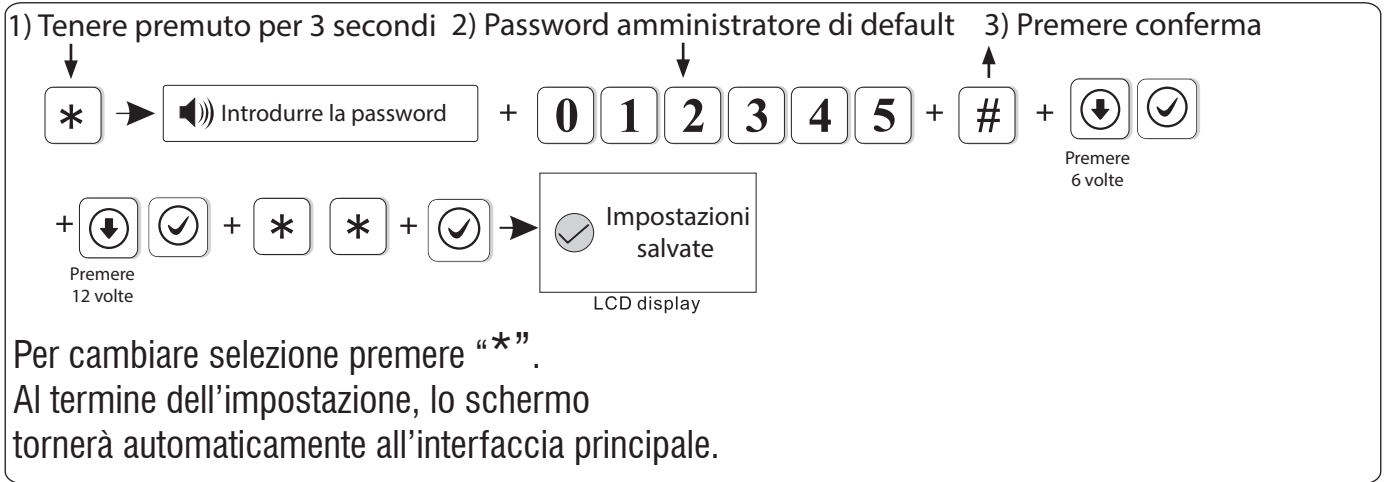 1) Tenere premuto per 3 secondi 2) Password amministratore di default 3) Premere conferma
* Introdurre la password + 0 1 2 3 4 5 + # +
Premere
6 volte
+ + * * + Impostazioni
salvate
Premere
12 volte
LCD display
Per cambiare selezione premere “*”.
Al termine dell’impostazione, lo schermo
tornerà automaticamente all’interfaccia principale.